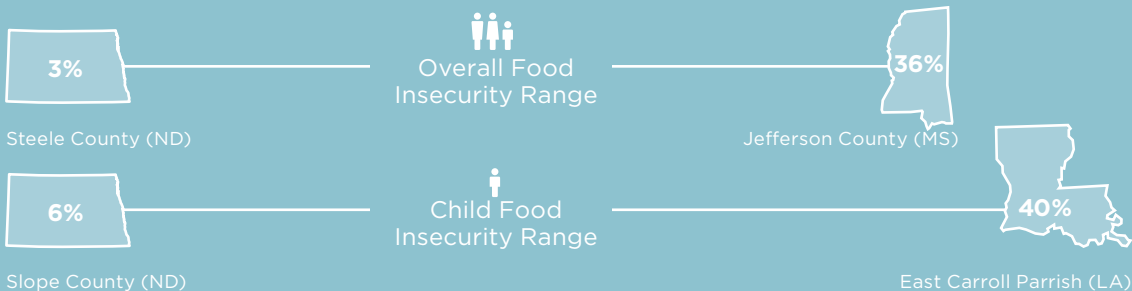 3%
Overall Food
Insecurity Range
36%
Steele County (ND)
Jefferson County (MS)
6%
Child Food
Insecurity Range
40%
Slope County (ND)
East Carroll Parrish (LA)